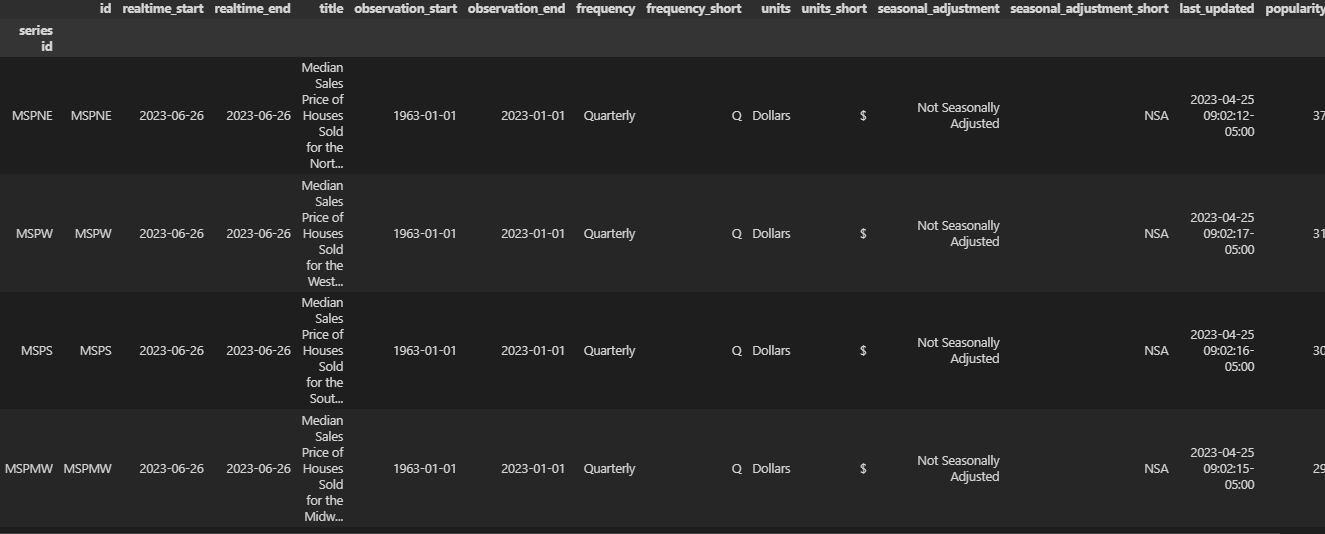 id realtime_start realtime_end title observation_start observation_end frequency frequency_short units units_short seasonal_adjustment seasonal_adjustment_short last_updated popularity
series
id
Median
Sales
Price of
Houses
Sold
for the
Nort...
MSPNE MSPNE 2023-06-26 2023-06-26 1963-01-01 2023-01-01 Quarterly Q Dollars $ Not Seasonally
Adjusted NSA 2023-04-25
09:02:12-
05:00 37
Median
Sales
Price of
Houses
Sold
for the
West...
MSPW MSPW 2023-06-26 2023-06-26 1963-01-01 2023-01-01 Quarterly Q Dollars $ Not Seasonally
Adjusted NSA 2023-04-25
09:02:17-
05:00 31
Median
Sales
Price of
Houses
Sold
for the
Sout...
MSPS MSPS 2023-06-26 2023-06-26 1963-01-01 2023-01-01 Quarterly Q Dollars $ Not Seasonally
Adjusted NSA 2023-04-25
09:02:16-
05:00 30
Median
Sales
Price of
Houses
Sold
for the
Midw...
MSPMW MSPMW 2023-06-26 2023-06-26 1963-01-01 2023-01-01 Quarterly Q Dollars $ Not Seasonally
Adjusted NSA 2023-04-25
09:02:15-
05:00 29